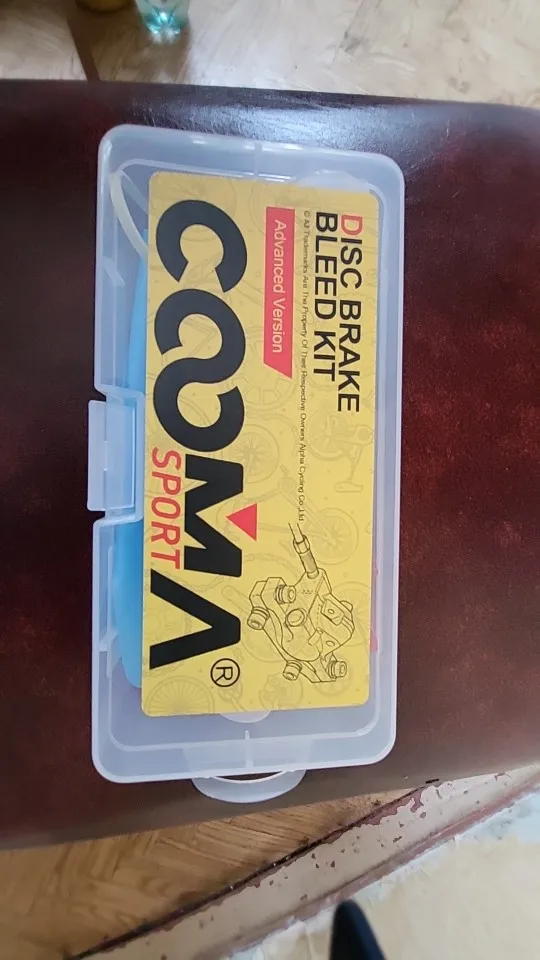 DISC BRAKE
BLEED KIT
© All Trademarks Are The Property Of Their Respective Owners Alpha Cycling Co.,Ltd
Advanced Version
COOMA®
SPORT